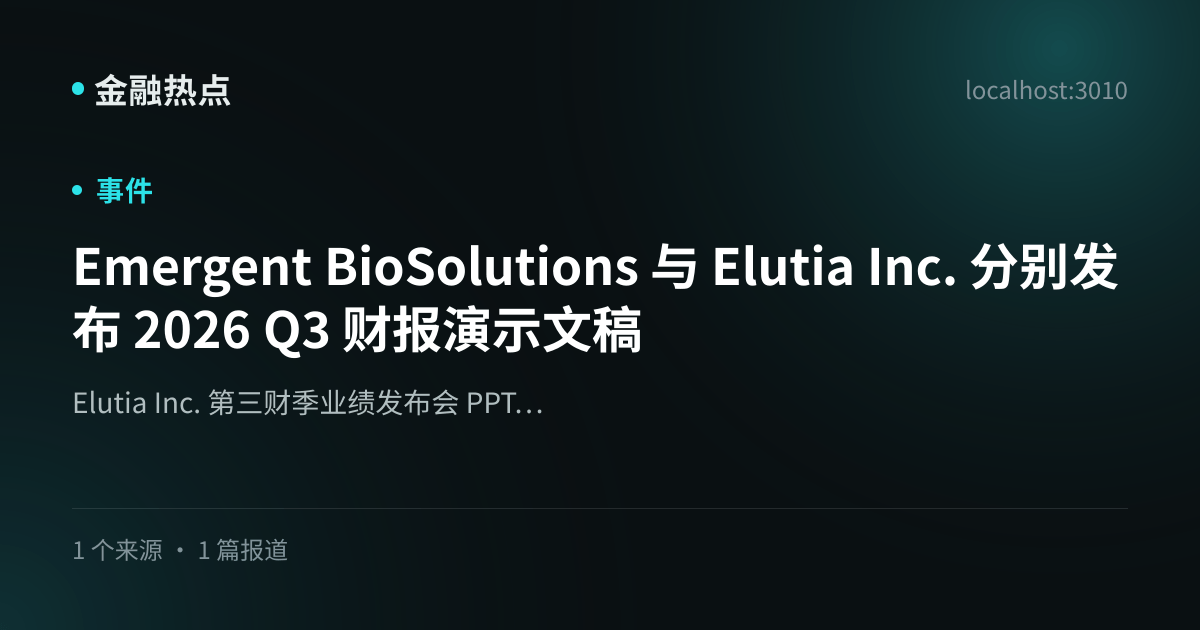 金融热点
localhost:3010
事件
Emergent BioSolutions 与 Elutia Inc. 分别发
布 2026 Q3 财报演示文稿
Elutia Inc. 第三财季业绩发布会 PPT…
1 个来源 · 1 篇报道